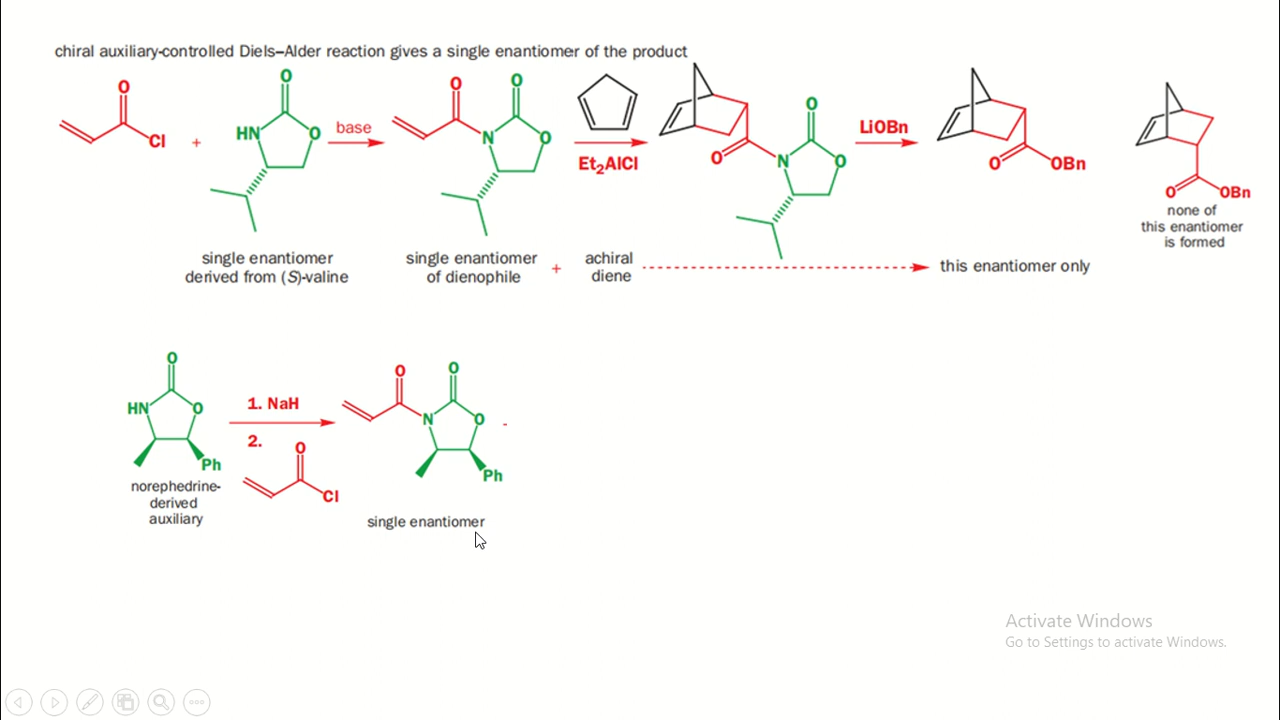 chiral auxiliary-controlled Diels–Alder reaction gives a single enantiomer of the product
O
Cl
+
O
HN
O
base
O
O
N
O
Et₂AlCl
O
O
N
O
LiOBn
O
OBn
O
OBn
none of
this enantiomer
is formed
single enantiomer
derived from (S)-valine
single enantiomer
of dienophile
+
achiral
diene
this enantiomer only
O
HN
O
Ph
norephedrine-
derived
auxiliary
1. NaH
2.
O
Cl
O
O
N
O
Ph
single enantiomer
Activate Windows
Go to Settings to activate Windows.